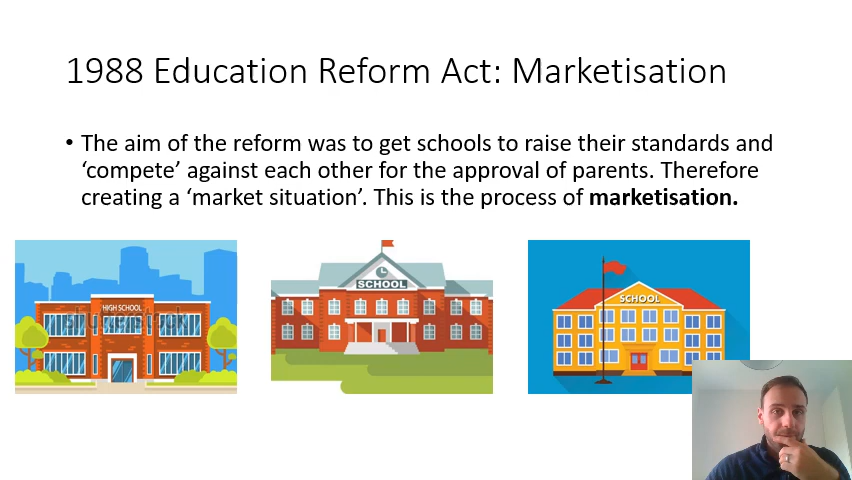 1988 Education Reform Act: Marketisation
• The aim of the reform was to get schools to raise their standards and
‘compete’ against each other for the approval of parents. Therefore
creating a ‘market situation’. This is the process of marketisation.
HIGH SCHOOL
shutterstock
SCHOOL
SCHOOL